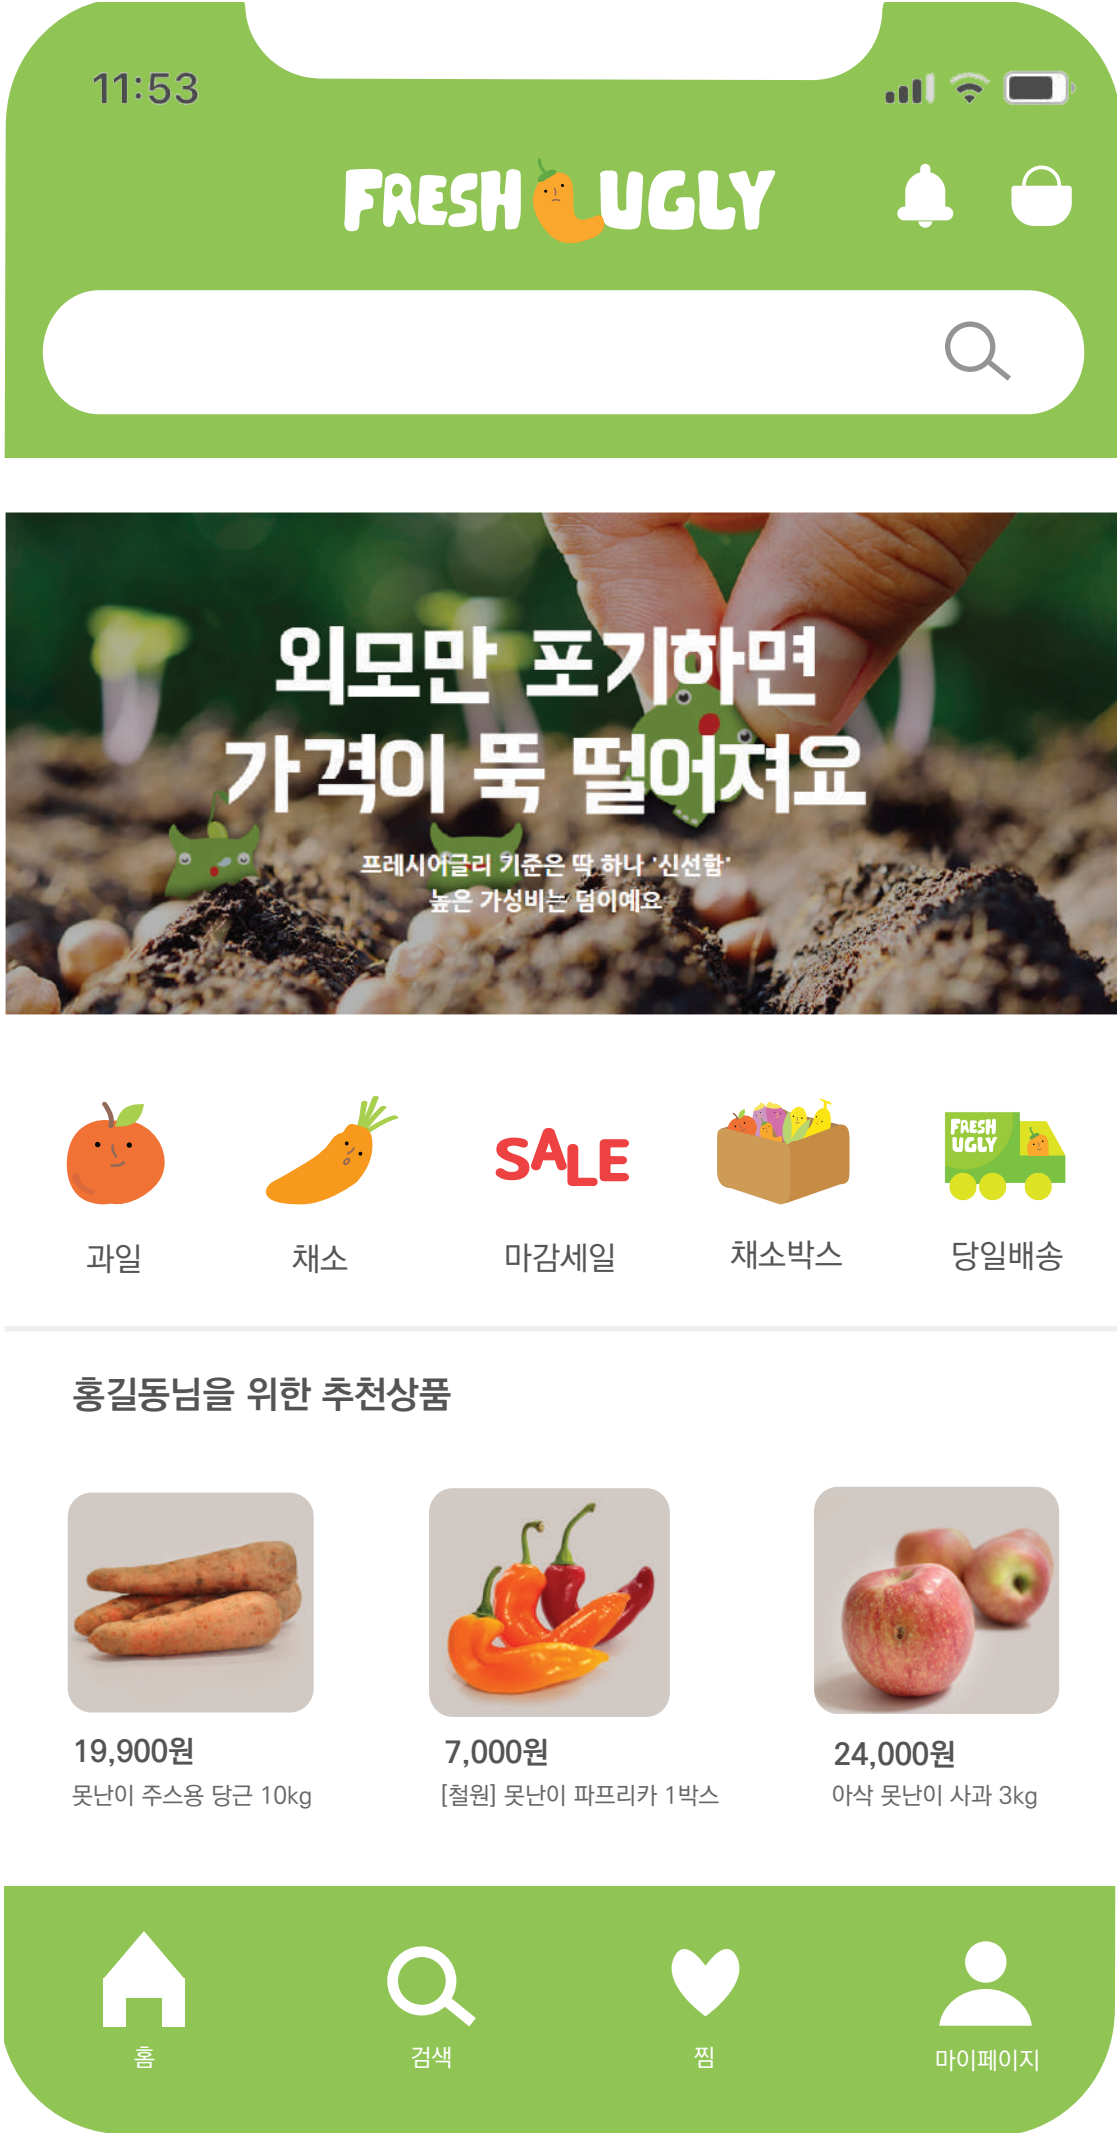 11:53
FRESH UGLY
외모만 포기하면
가격이 뚝 떨어져요
프레시어글리 기준은 딱 하나 '신선함'
높은 가성비는 덤이예요
SALE
FRESH
UGLY
과일 채소 마감세일 채소박스 당일배송
홍길동님을 위한 추천상품
19,900원 7,000원 24,000원
못난이 주스용 당근 10kg [철원] 못난이 파프리카 1박스 아삭 못난이 사과 3kg
홈 검색 찜 마이페이지